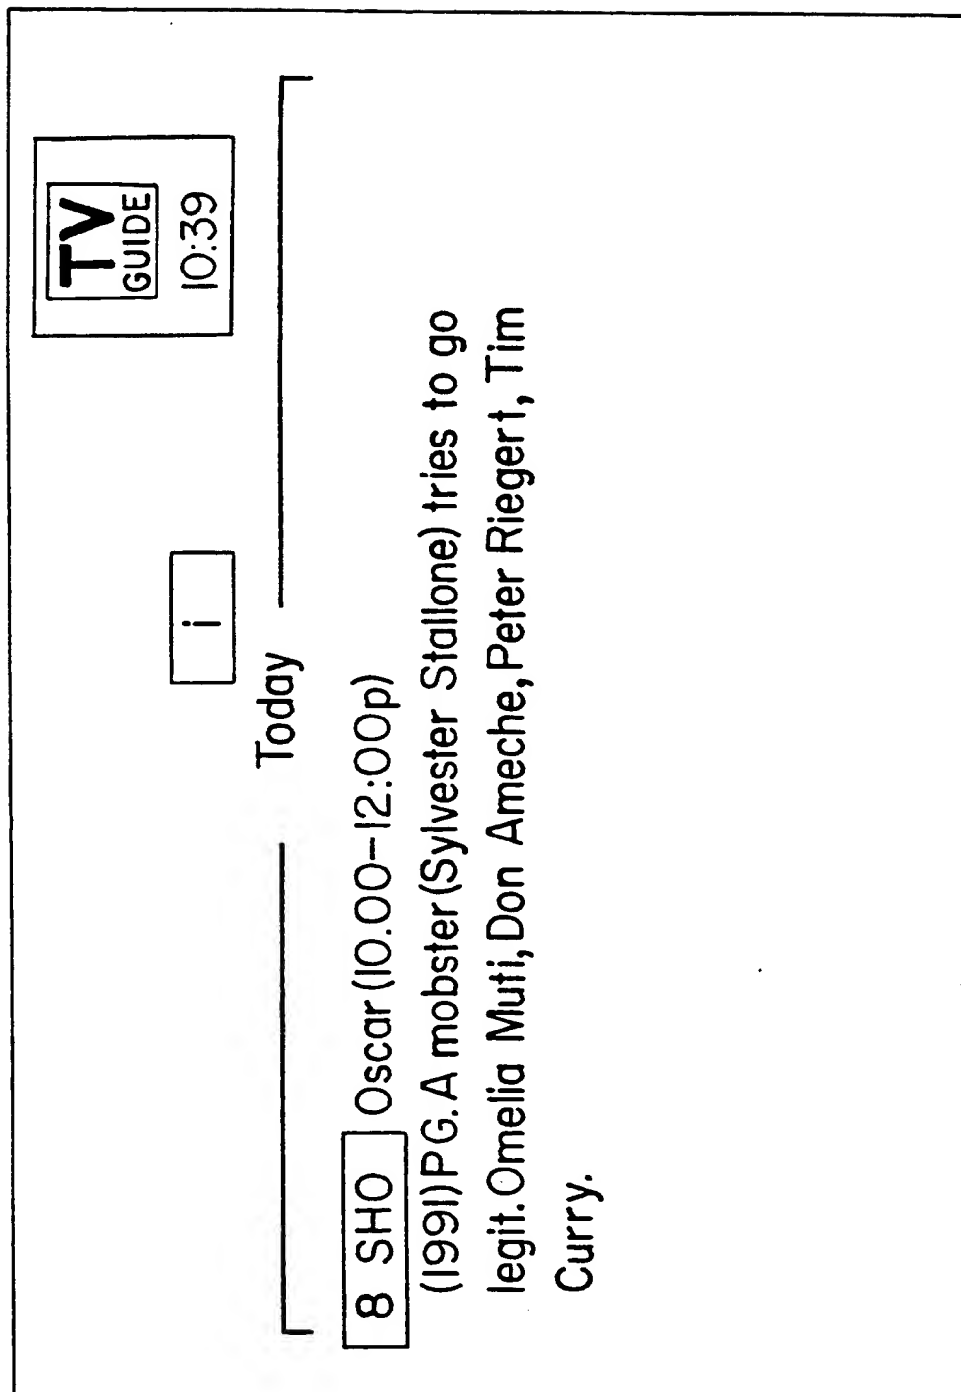 TV
GUIDE
10:39
i
Today
8 SHO Oscar (10.00-12:00p)
(1991) PG. A mobster (Sylvester Stallone) tries to go
legit. Omelia Muti, Don Ameche, Peter Riegert, Tim
Curry.